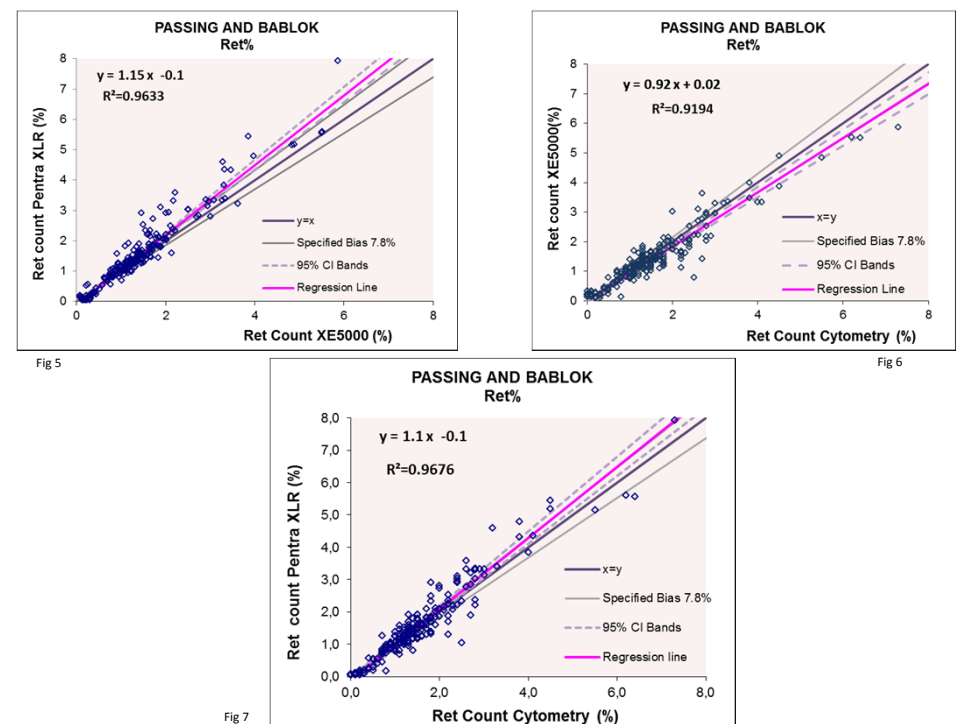 PASSING AND BABLOK
Ret%
y = 1.15 x -0.1
R²=0.9633
Ret count Pentra XLR (%)
8
7
6
5
4
3
2
1
0
y=x
Specified Bias 7.8%
95% CI Bands
Regression Line
0 2 4 6 8
Ret Count XE5000 (%)
Fig 5
PASSING AND BABLOK
Ret%
y = 0.92 x + 0.02
R²=0.9194
Ret count XE5000(%)
8
7
6
5
4
3
2
1
0
x=y
Specified Bias 7.8%
95% CI Bands
Regression Line
0 2 4 6 8
Ret Count Cytometry (%)
Fig 6
PASSING AND BABLOK
Ret%
y = 1.1 x -0.1
R²=0.9676
Ret count Pentra XLR (%)
8,0
7,0
6,0
5,0
4,0
3,0
2,0
1,0
0,0
x=y
Specified Bias 7.8%
95% CI Bands
Regression line
0,0 2,0 4,0 6,0 8,0
Ret Count Cytometry (%)
Fig 7